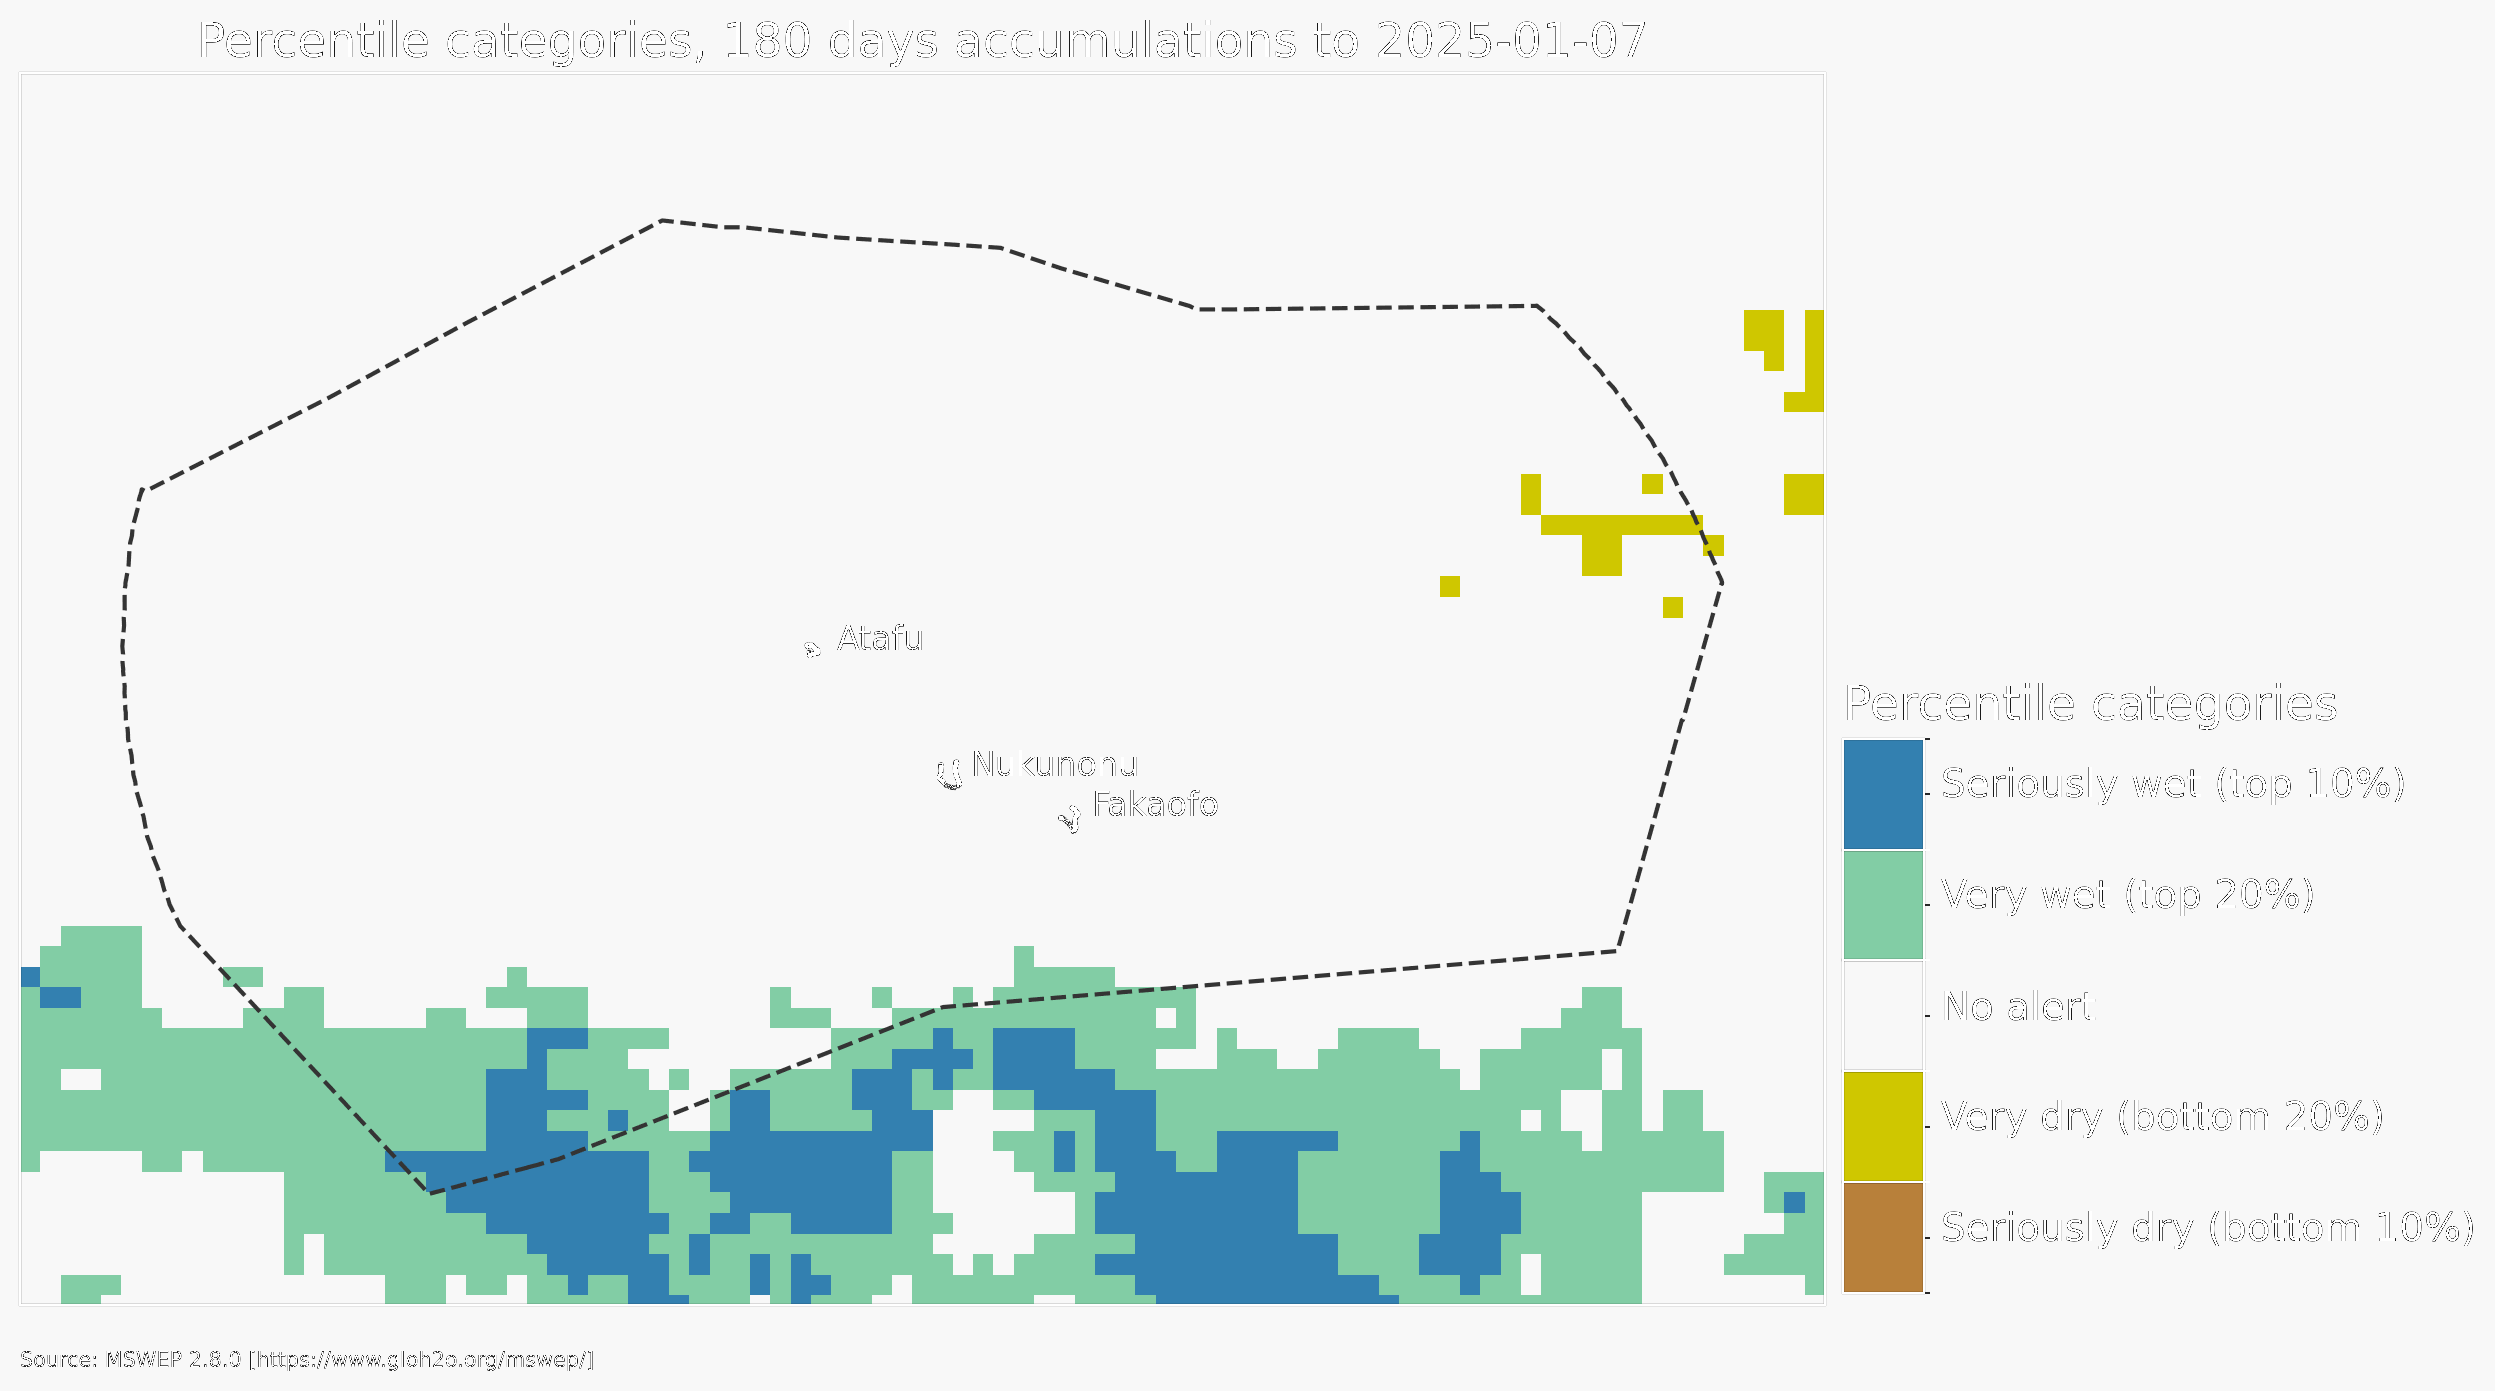 Percentile categories, 180 days accumulations to 2025-01-07
Atafu
Nukunonu
Fakaofo
Percentile categories
Seriously wet (top 10%)
Very wet (top 20%)
No alert
Very dry (bottom 20%)
Seriously dry (bottom 10%)
Source: MSWEP 2.8.0 [https://www.gloh2o.org/mswep/]